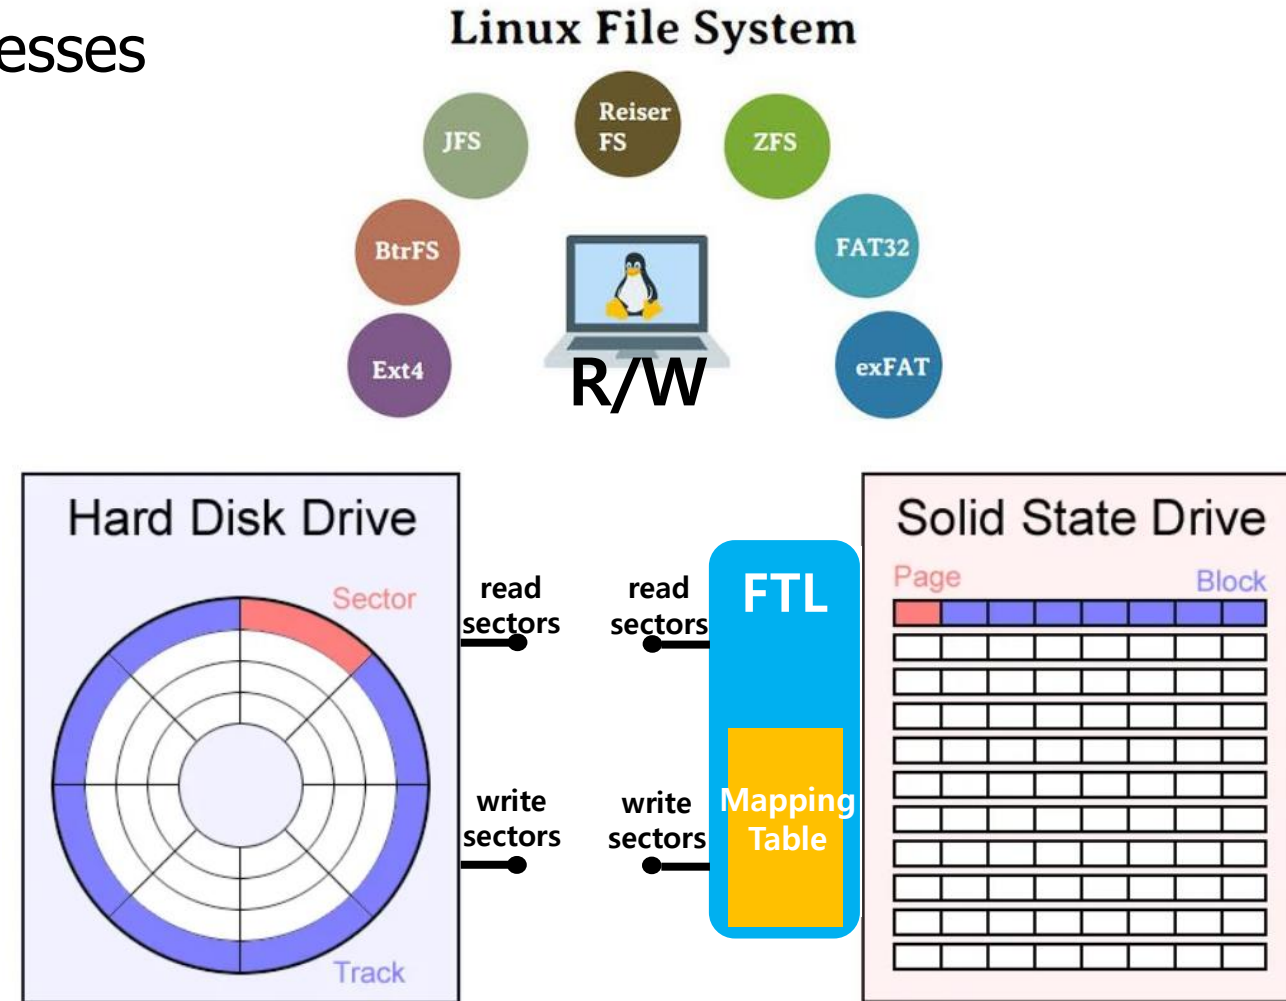 esses
Linux File System
Reiser
FS
JFS
ZFS
BtrFS
FAT32
Ext4
exFAT
R/W
Hard Disk Drive
Sector
Track
read
sectors
write
sectors
read
sectors
write
sectors
FTL
Mapping
Table
Solid State Drive
Page
Block